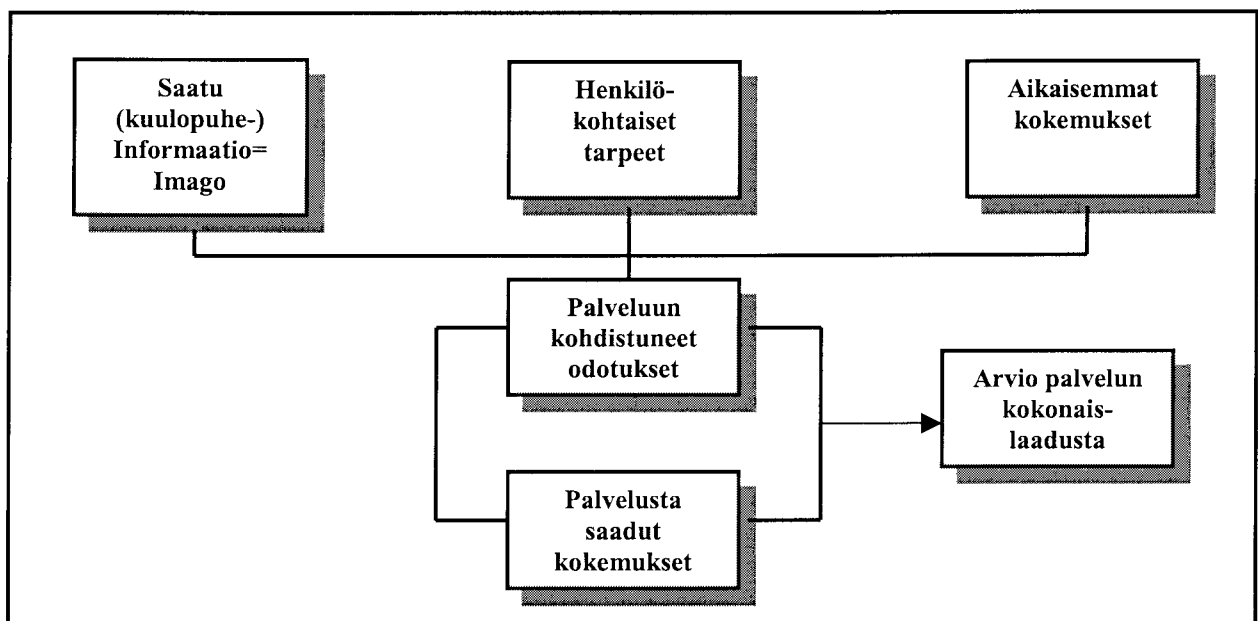 Saatu
(kuulopuhe-)
Informaatio=
Imago
Henkilö-
kohtaiset
tarpeet
Aikaisemmat
kokemukset
Palveluun
kohdistuneet
odotukset
Arvio palvelun
kokonais-
laadusta
Palvelusta
saadut
kokemukset